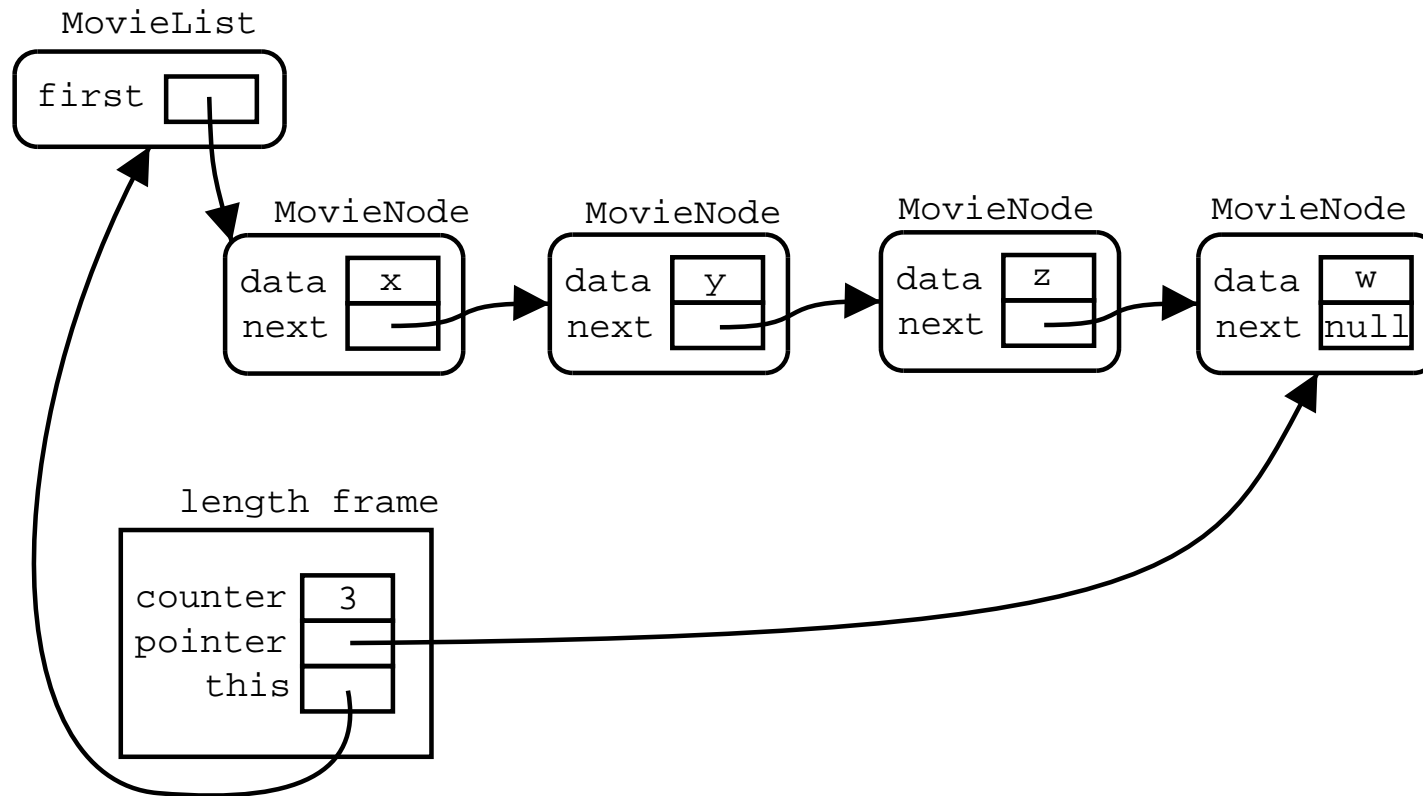 MovieList
first
MovieNode
data x
next
MovieNode
data y
next
MovieNode
data z
next
MovieNode
data w
next null
length frame
counter 3
pointer
this